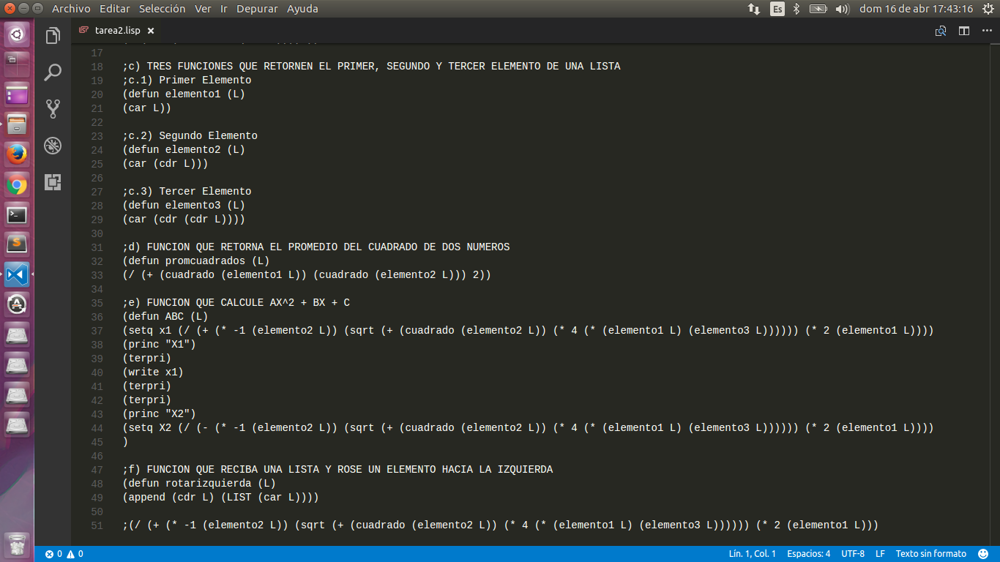 Archivo Editar Selección Ver Ir Depurar Ayuda
Es
dom 16 de abr 17:43:16
tarea2.lisp
17
18 ;c) TRES FUNCIONES QUE RETORNEN EL PRIMER, SEGUNDO Y TERCER ELEMENTO DE UNA LISTA
19 ;c.1) Primer Elemento
20 (defun elemento1 (L)
21 (car L))
22
23 ;c.2) Segundo Elemento
24 (defun elemento2 (L)
25 (car (cdr L)))
26
27 ;c.3) Tercer Elemento
28 (defun elemento3 (L)
29 (car (cdr (cdr L))))
30
31 ;d) FUNCION QUE RETORNA EL PROMEDIO DEL CUADRADO DE DOS NUMEROS
32 (defun promcuadrados (L)
33 (/ (+ (cuadrado (elemento1 L)) (cuadrado (elemento2 L))) 2))
34
35 ;e) FUNCION QUE CALCULE AX^2 + BX + C
36 (defun ABC (L)
37 (setq x1 (/ (+ (* -1 (elemento2 L)) (sqrt (+ (cuadrado (elemento2 L)) (* 4 (* (elemento1 L) (elemento3 L)))))) (* 2 (elemento1 L))))
38 (princ "X1")
39 (terpri)
40 (write x1)
41 (terpri)
42 (terpri)
43 (princ "X2")
44 (setq X2 (/ (- (* -1 (elemento2 L)) (sqrt (+ (cuadrado (elemento2 L)) (* 4 (* (elemento1 L) (elemento3 L)))))) (* 2 (elemento1 L))))
45 )
46
47 ;f) FUNCION QUE RECIBA UNA LISTA Y ROSE UN ELEMENTO HACIA LA IZQUIERDA
48 (defun rotarizquierda (L)
49 (append (cdr L) (LIST (car L))))
50
51 ;(/ (+ (* -1 (elemento2 L)) (sqrt (+ (cuadrado (elemento2 L)) (* 4 (* (elemento1 L) (elemento3 L)))))) (* 2 (elemento1 L)))
0 0 Lín. 1, Col. 1 Espacios: 4 UTF-8 LF Texto sin formato